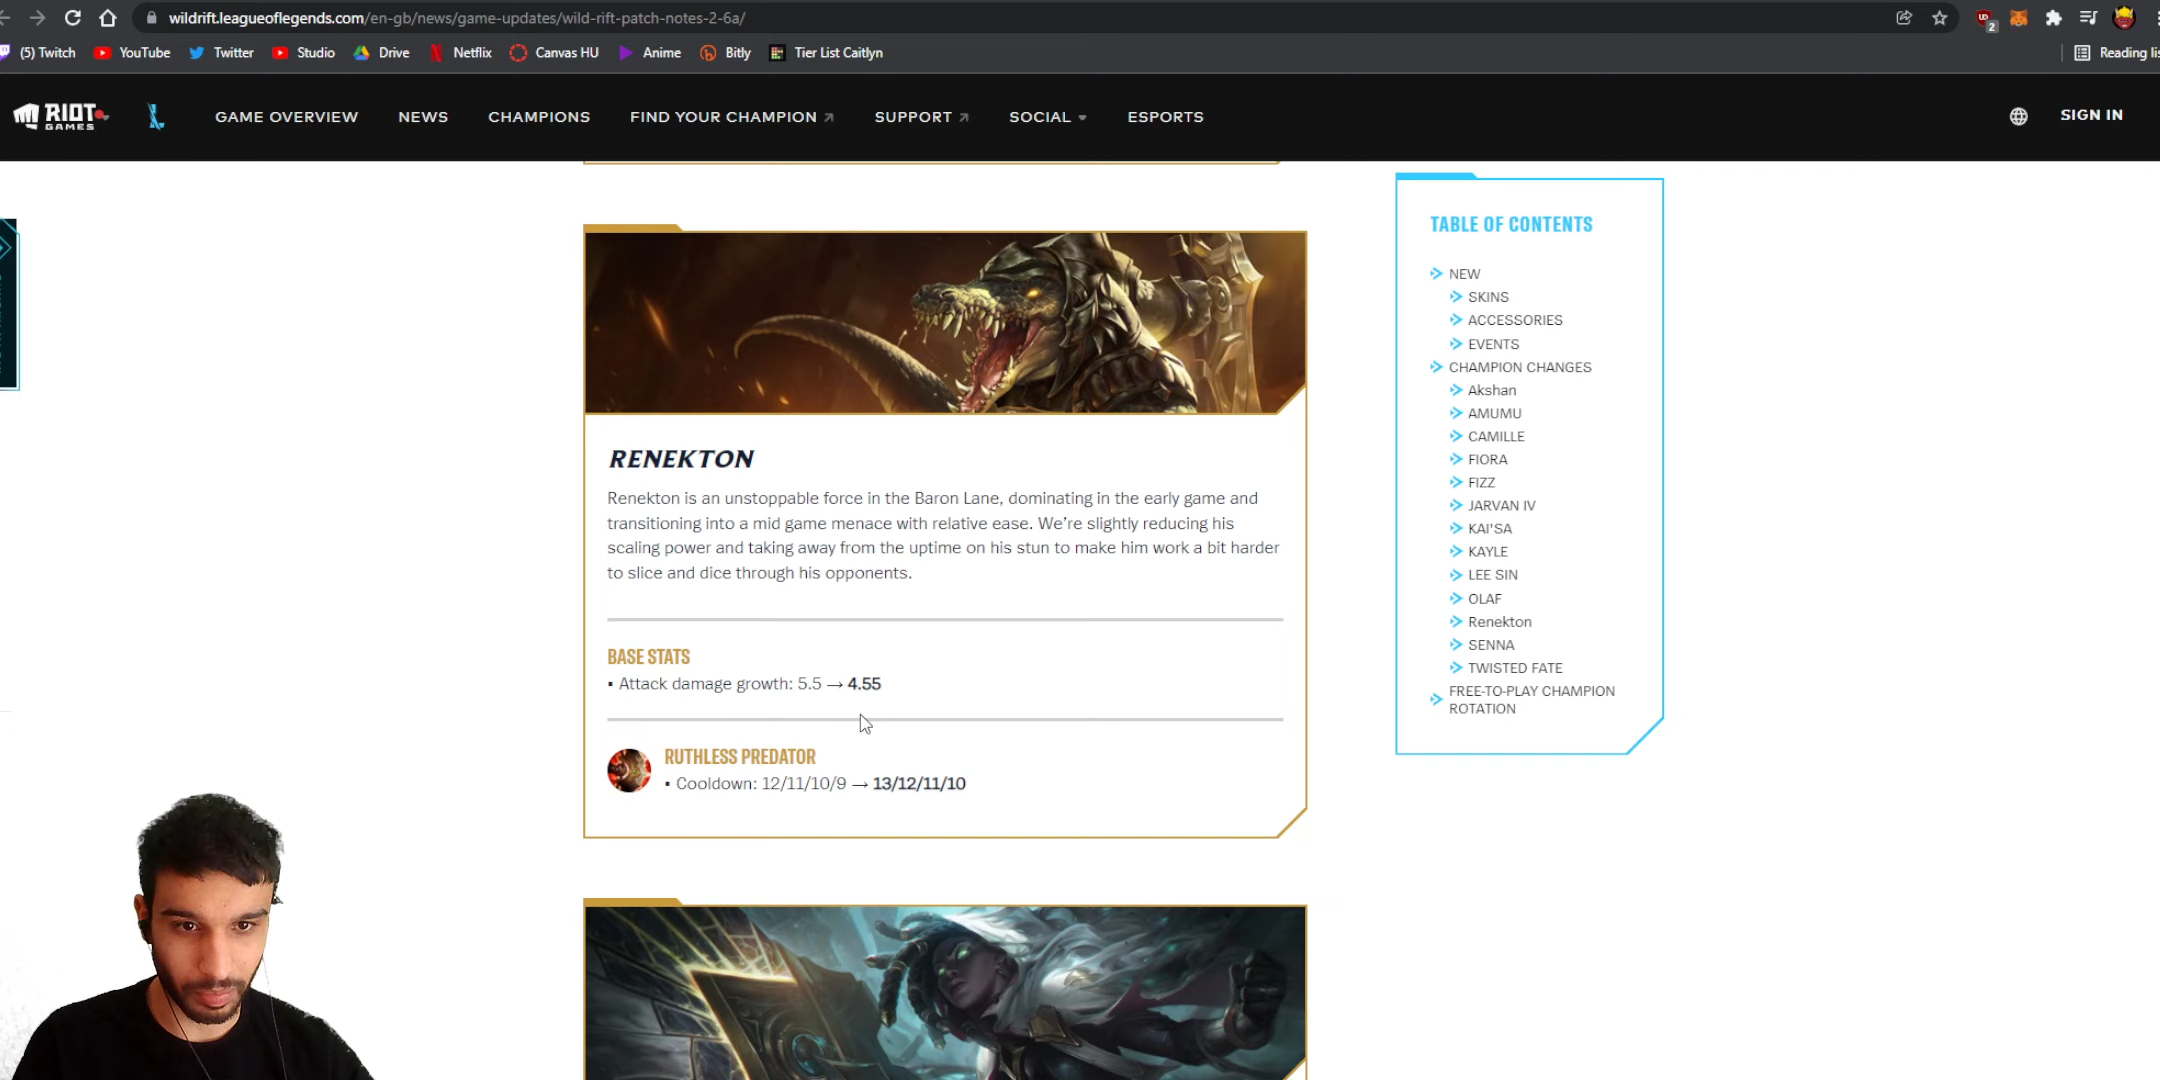 wildrift.leagueoflegends.com/en-gb/news/game-updates/wild-rift-patch-notes-2-6a/
2
(5) Twitch YouTube Twitter Studio Drive Netflix Canvas HU Anime Bitly Tier List Caitlyn Reading lis
RIOT GAMES L GAME OVERVIEW NEWS CHAMPIONS FIND YOUR CHAMPION SUPPORT SOCIAL ESPORTS SIGN IN
RENEKTON
Renekton is an unstoppable force in the Baron Lane, dominating in the early game and
transitioning into a mid game menace with relative ease. We're slightly reducing his
scaling power and taking away from the uptime on his stun to make him work a bit harder
to slice and dice through his opponents.
BASE STATS
▪ Attack damage growth: 5.5 → 4.55
RUTHLESS PREDATOR
▪ Cooldown: 12/11/10/9 → 13/12/11/10
TABLE OF CONTENTS
NEW
SKINS
ACCESSORIES
EVENTS
CHAMPION CHANGES
Akshan
AMUMU
CAMILLE
FIORA
FIZZ
JARVAN IV
KAI'SA
KAYLE
LEE SIN
OLAF
Renekton
SENNA
TWISTED FATE
FREE-TO-PLAY CHAMPION
ROTATION